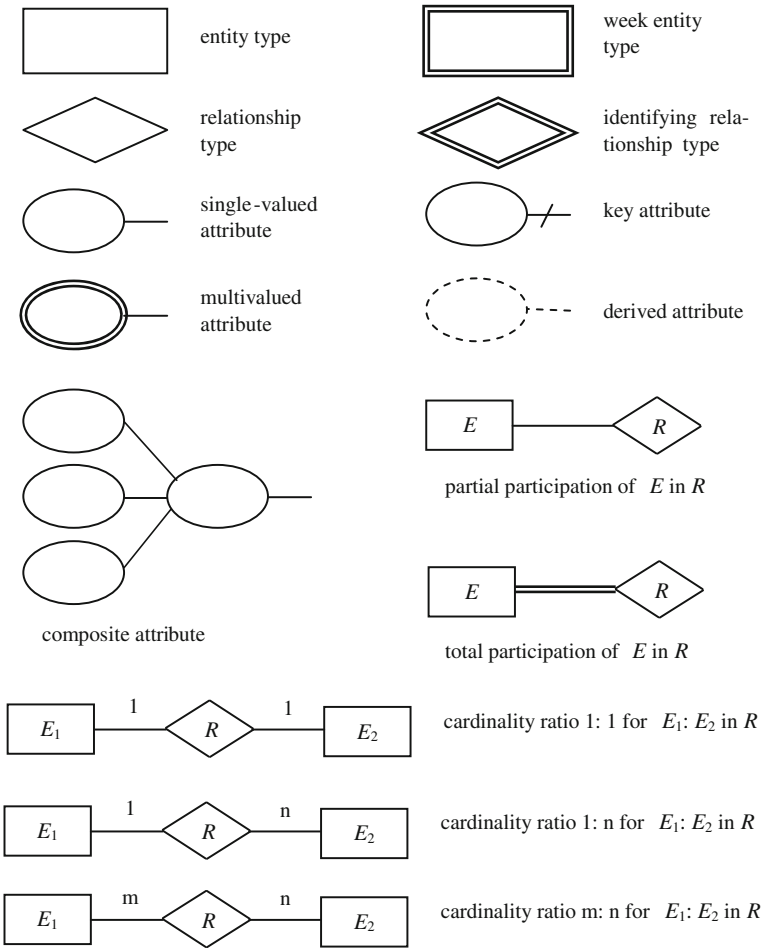 entity type
week entity
type
relationship
type
identifying rela-
tionship type
single-valued
attribute
key attribute
multivalued
attribute
derived attribute
E
R
partial participation of E in R
E
R
composite attribute
total participation of E in R
E1
1
R
1
E2
cardinality ratio 1: 1 for E1: E2 in R
E1
1
R
n
E2
cardinality ratio 1: n for E1: E2 in R
E1
m
R
n
E2
cardinality ratio m: n for E1: E2 in R